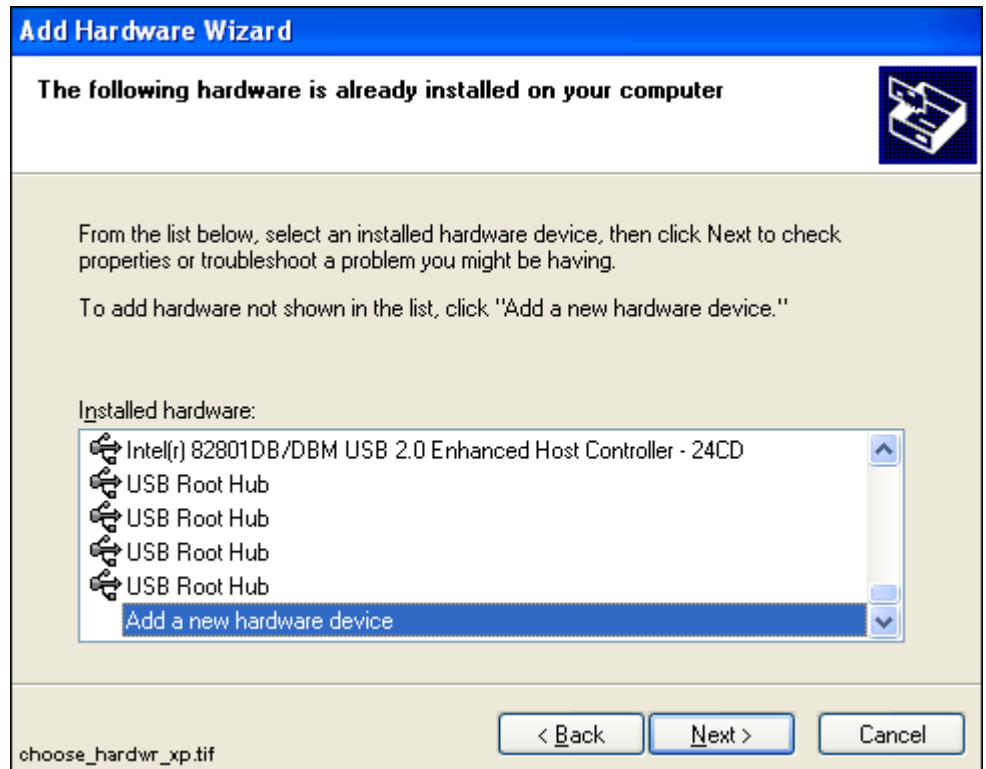 Add Hardware Wizard
The following hardware is already installed on your computer
From the list below, select an installed hardware device, then click Next to check
properties or troubleshoot a problem you might be having.
To add hardware not shown in the list, click "Add a new hardware device."
Installed hardware:
Intel(r) 82801DB/DBM USB 2.0 Enhanced Host Controller - 24CD
USB Root Hub
USB Root Hub
USB Root Hub
USB Root Hub
Add a new hardware device
< Back
Next >
Cancel
choose_hardwr_xp.tif